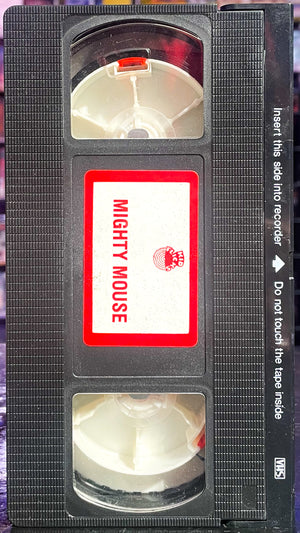 MIGHTY MOUSE
Insert this side into recorder Do not touch the tape inside
VHS